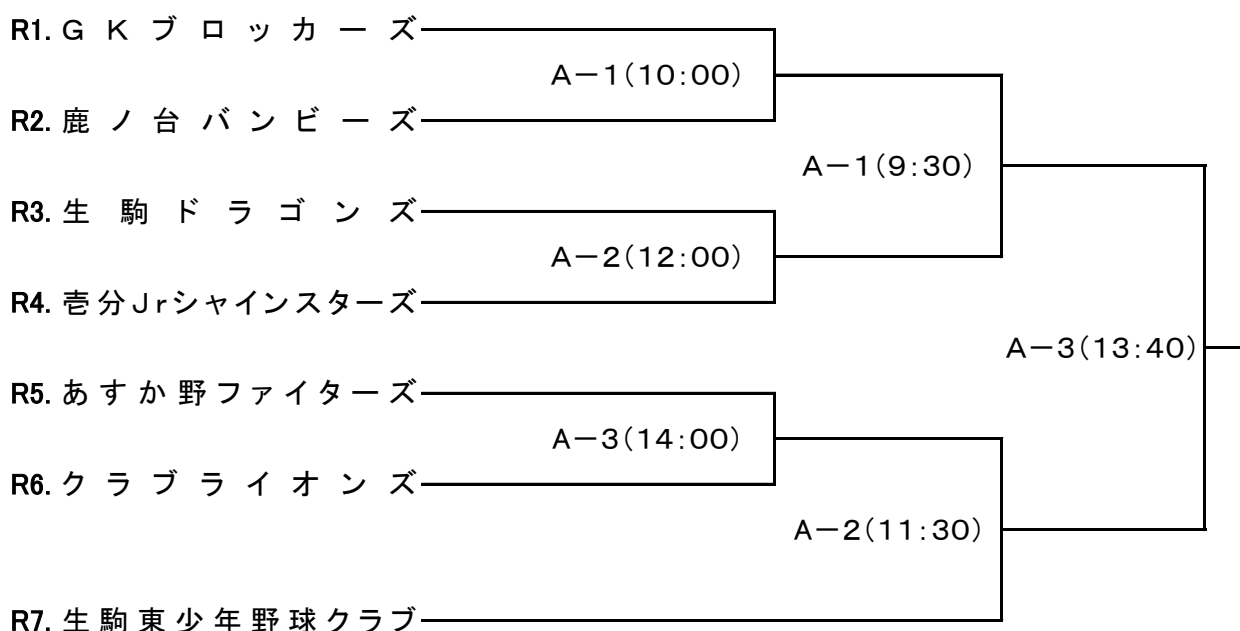 R1. GKブロッカーズ
A－1(10:00)
R2. 鹿ノ台バンビーズ
A－1(9:30)
R3. 生駒ドラゴンズ
A－2(12:00)
R4. 壱分Jrシャインスターズ
A－3(13:40)
R5. あすか野ファイターズ
A－3(14:00)
R6. クラブライオンズ
A－2(11:30)
R7. 生駒東少年野球クラブ